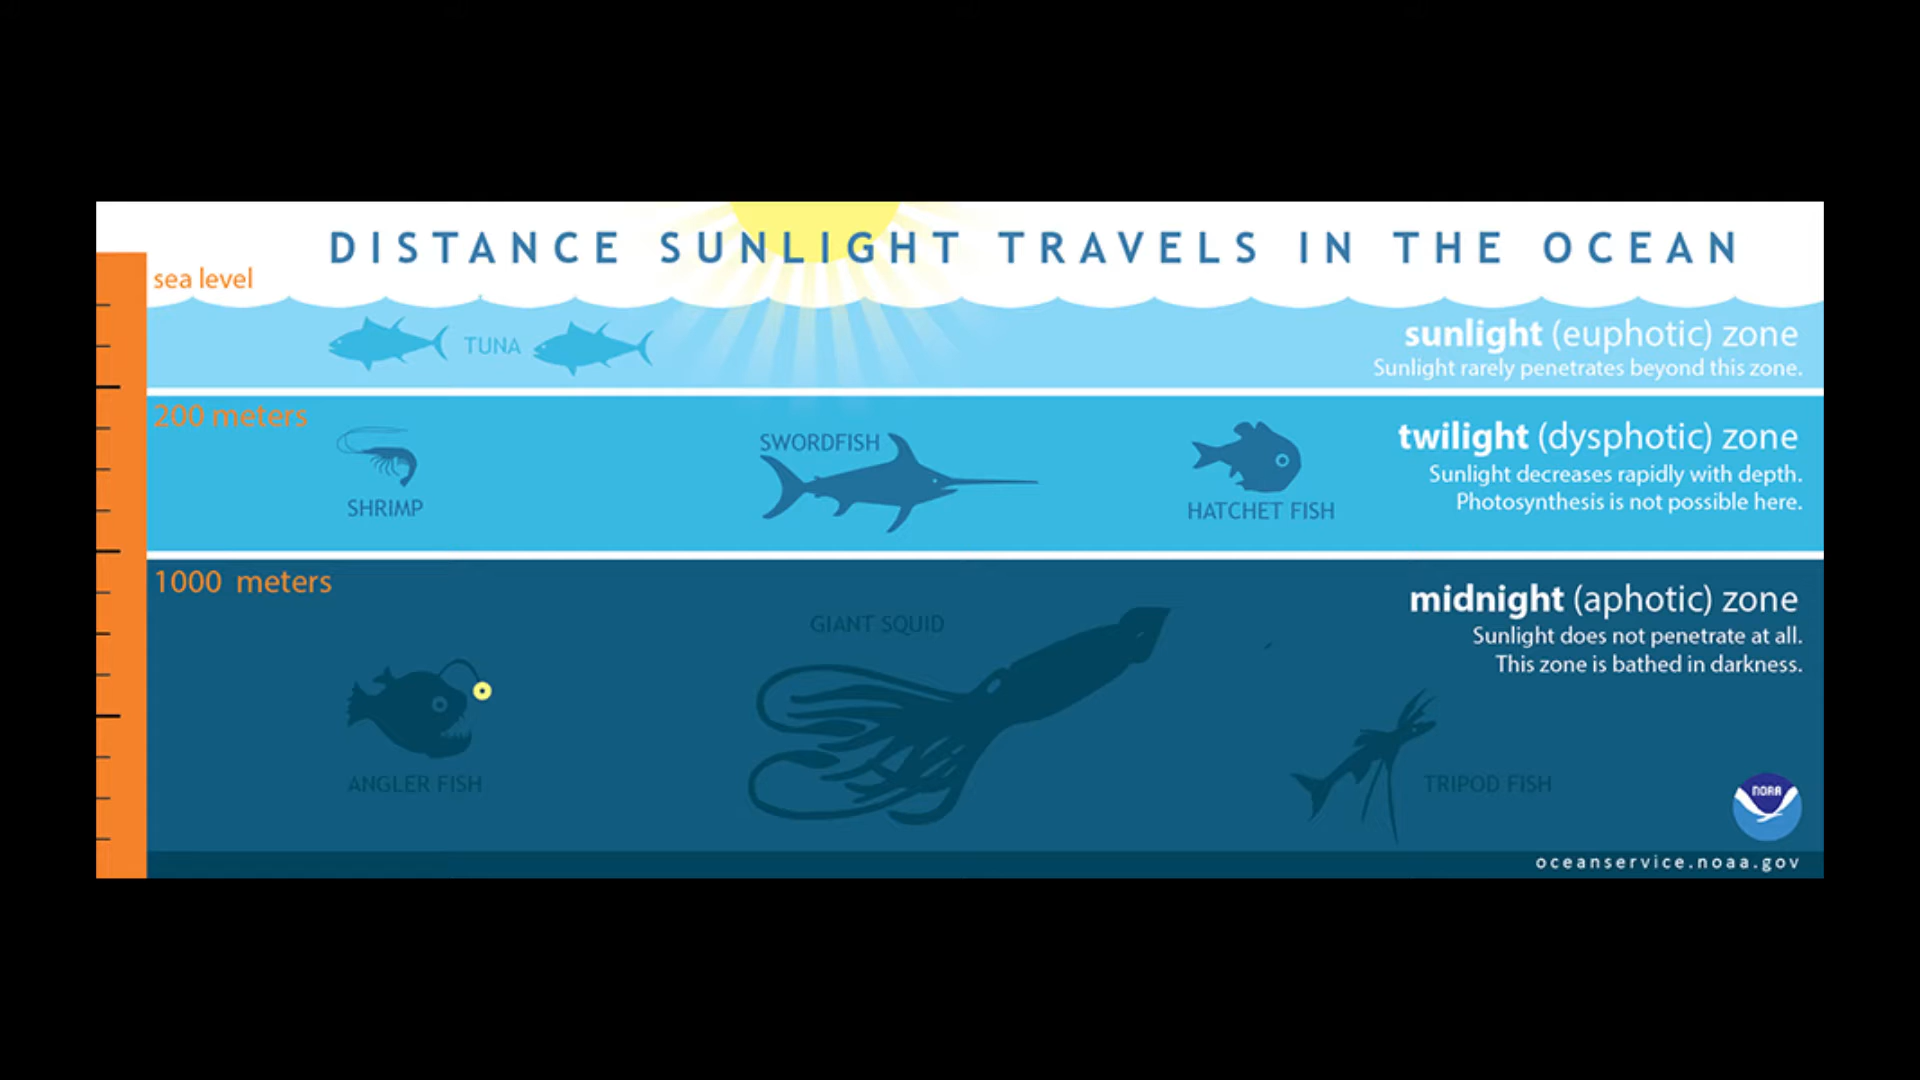 DISTANCE SUNLIGHT TRAVELS IN THE OCEAN
sea level
TUNA
sunlight (euphotic) zone
Sunlight rarely penetrates beyond this zone.
200 meters
SHRIMP
SWORDFISH
HATCHET FISH
twilight (dysphotic) zone
Sunlight decreases rapidly with depth.
Photosynthesis is not possible here.
1000 meters
GIANT SQUID
midnight (aphotic) zone
Sunlight does not penetrate at all.
This zone is bathed in darkness.
ANGLER FISH
TRIPOD FISH
NOAA
oceanservice.noaa.gov